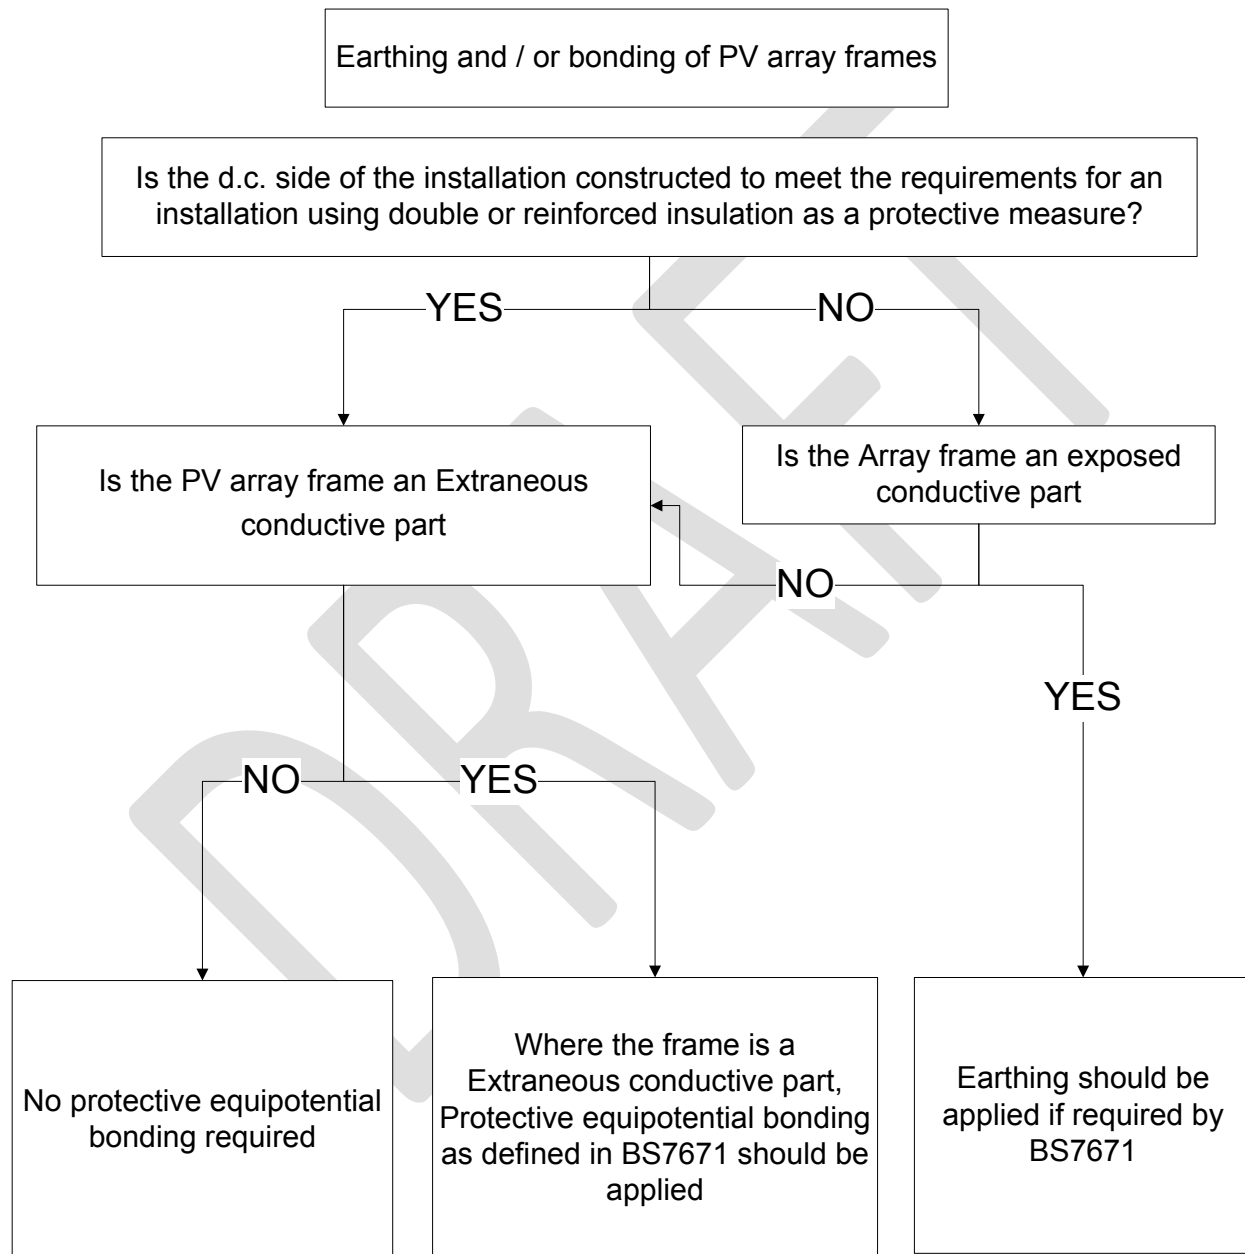 Earthing and / or bonding of PV array frames
Is the d.c. side of the installation constructed to meet the requirements for an
installation using double or reinforced insulation as a protective measure?
YES
NO
Is the PV array frame an Extraneous
conductive part
Is the Array frame an exposed
conductive part
NO
YES
NO
YES
No protective equipotential
bonding required
Where the frame is a
Extraneous conductive part,
Protective equipotential bonding
as defined in BS7671 should be
applied
Earthing should be
applied if required by
BS7671
DRAFT